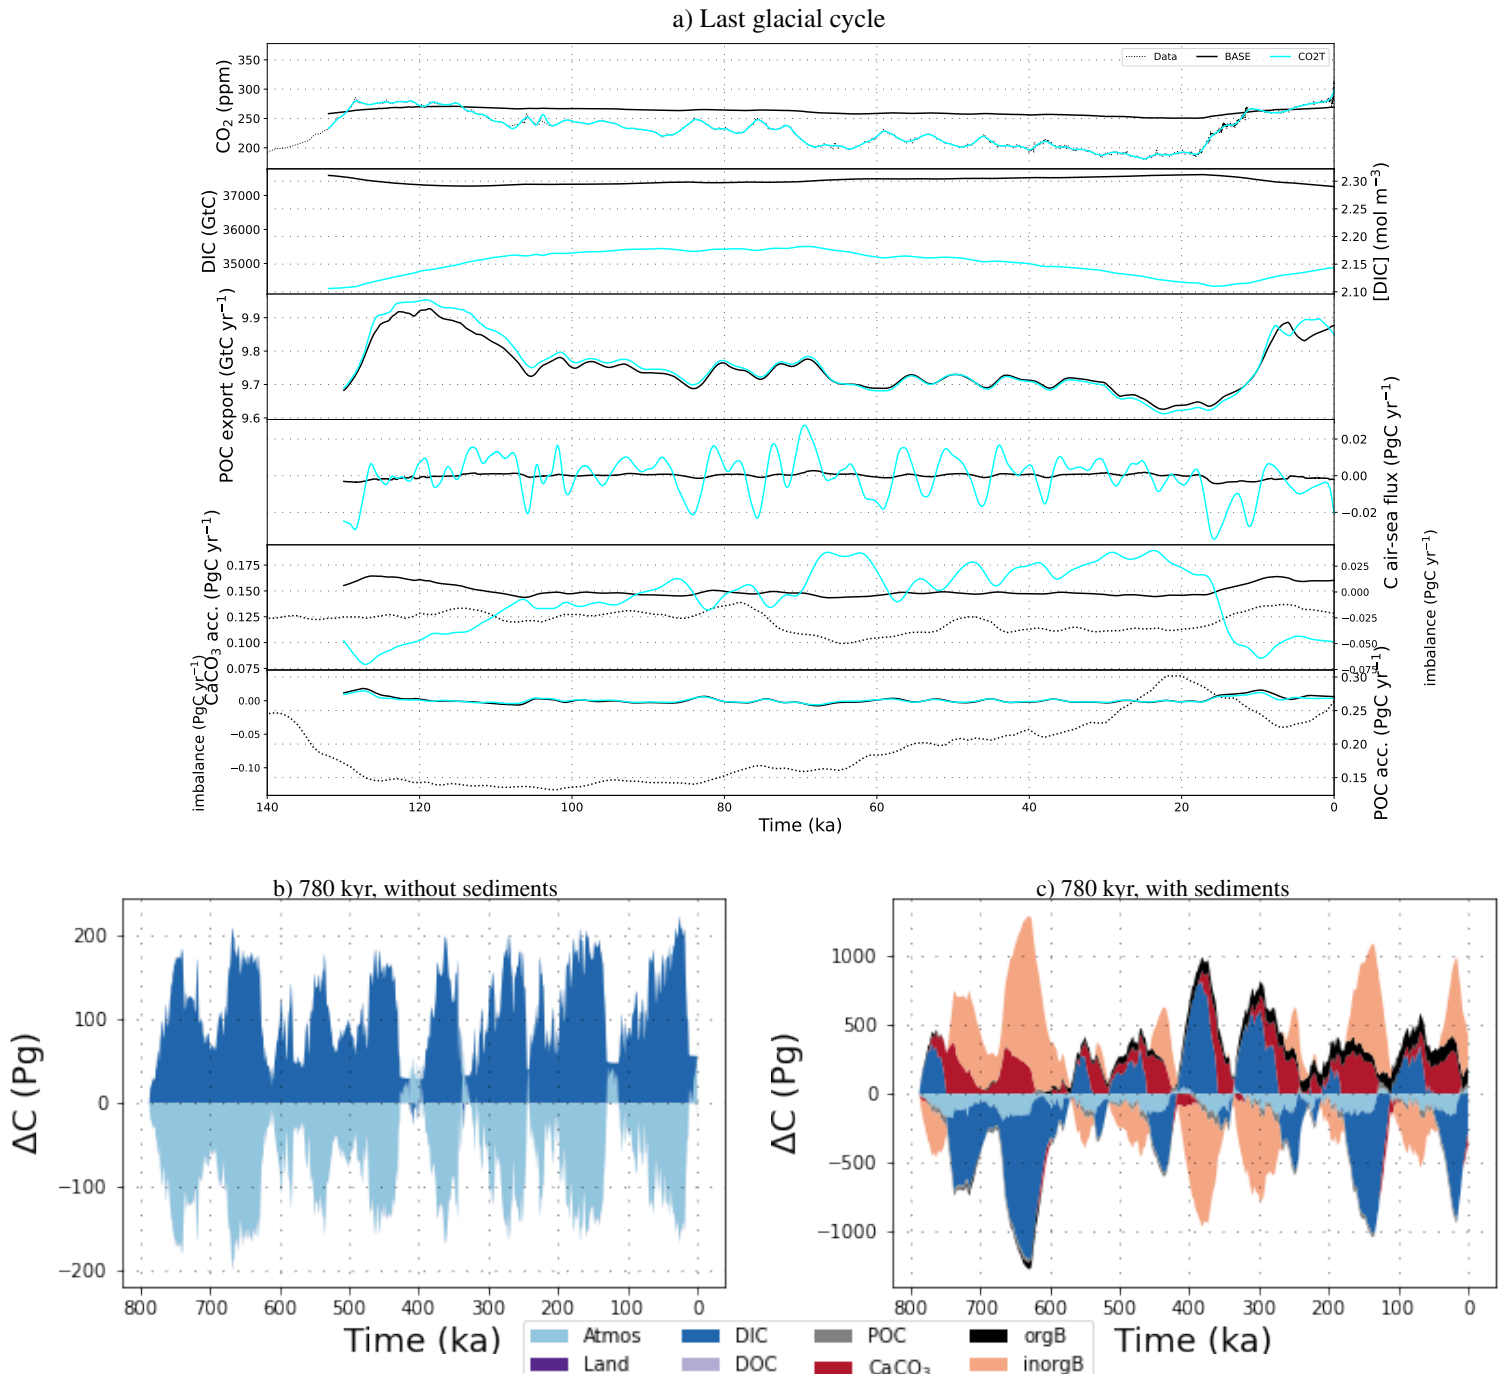 a) Last glacial cycle
Data BASE CO2T
CO₂ (ppm)
350
300
250
200
DIC (GtC)
37000
36000
35000
[DIC] (mol m⁻³)
2.30
2.25
2.20
2.15
2.10
POC export (GtC yr⁻¹)
9.9
9.8
9.7
9.6
C air-sea flux (PgC yr⁻¹)
0.02
0.00
−0.02
CaCO₃ acc. (PgC yr⁻¹)
0.175
0.150
0.125
0.100
0.075
imbalance (PgC yr⁻¹)
0.025
0.000
−0.025
−0.050
−0.075
imbalance (PgC yr⁻¹)
0.00
−0.05
−0.10
POC acc. (PgC yr⁻¹)
0.30
0.25
0.20
0.15
140 120 100 80 60 40 20 0
Time (ka)
b) 780 kyr, without sediments
ΔC (Pg)
200
100
0
−100
−200
800 700 600 500 400 300 200 100 0
Time (ka)
c) 780 kyr, with sediments
ΔC (Pg)
1000
500
0
−500
−1000
800 700 600 500 400 300 200 100 0
Time (ka)
Atmos DIC POC orgB
Land DOC CaCO₃ inorgB